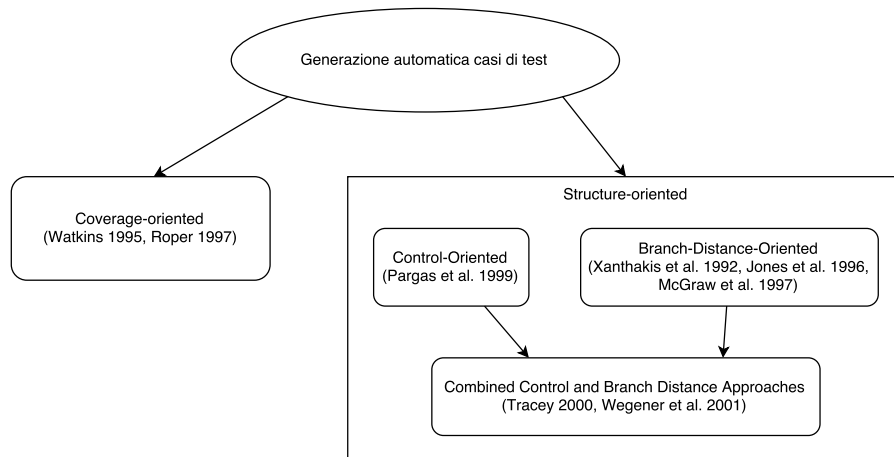 Generazione automatica casi di test
Coverage-oriented
(Watkins 1995, Roper 1997)
Structure-oriented
Control-Oriented
(Pargas et al. 1999)
Branch-Distance-Oriented
(Xanthakis et al. 1992, Jones et al. 1996,
McGraw et al. 1997)
Combined Control and Branch Distance Approaches
(Tracey 2000, Wegener et al. 2001)